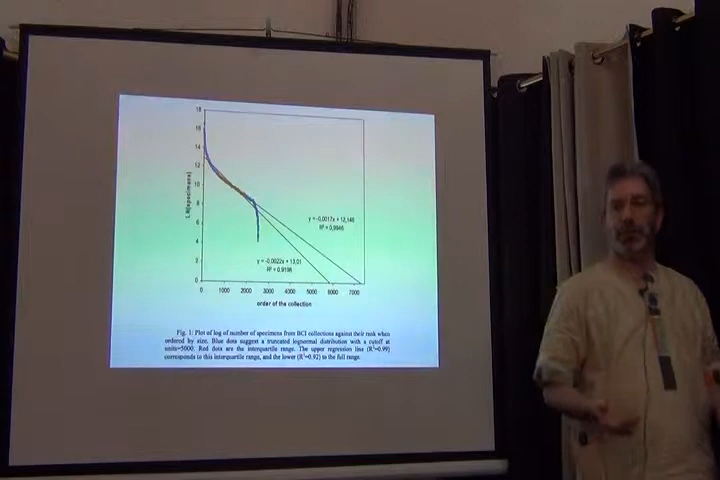 18
16
14
12
10
8
6
4
2
0
LN(specimens)
0 1000 2000 3000 4000 5000 6000 7000
order of the collection
y =-0,0017x + 12,146
R² = 0,9946
y = -0,0022x + 13,01
R² = 0,9196
Fig. 1: Plot of log of number of specimens from BCI collections against their rank when
ordered by size. Blue dots suggest a truncated lognormal distribution with a cutoff at
units=5000. Red dots are the interquartile range. The upper regression line (R²=0.99)
corresponds to this interquartile range, and the lower (R²=0.92) to the full range.